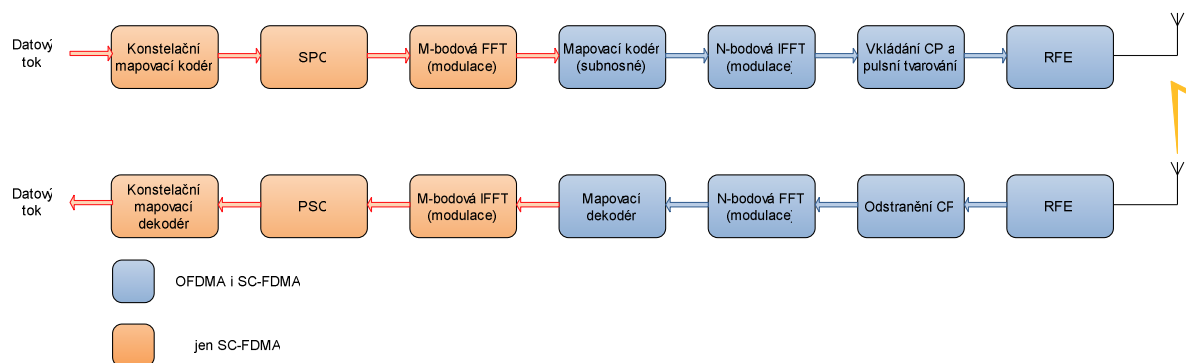 Datový
tok
Konstelační
mapovací kodér
SPC
M-bodová FFT
(modulace)
Mapovací kodér
(subnosné)
N-bodová IFFT
(modulace)
Vkládání CP a
pulsní tvarování
RFE
Datový
tok
Konstelační
mapovací
dekodér
PSC
M-bodová IFFT
(modulace)
Mapovací
dekodér
N-bodová FFT
(modulace)
Odstranění CP
RFE
OFDMA i SC-FDMA
jen SC-FDMA